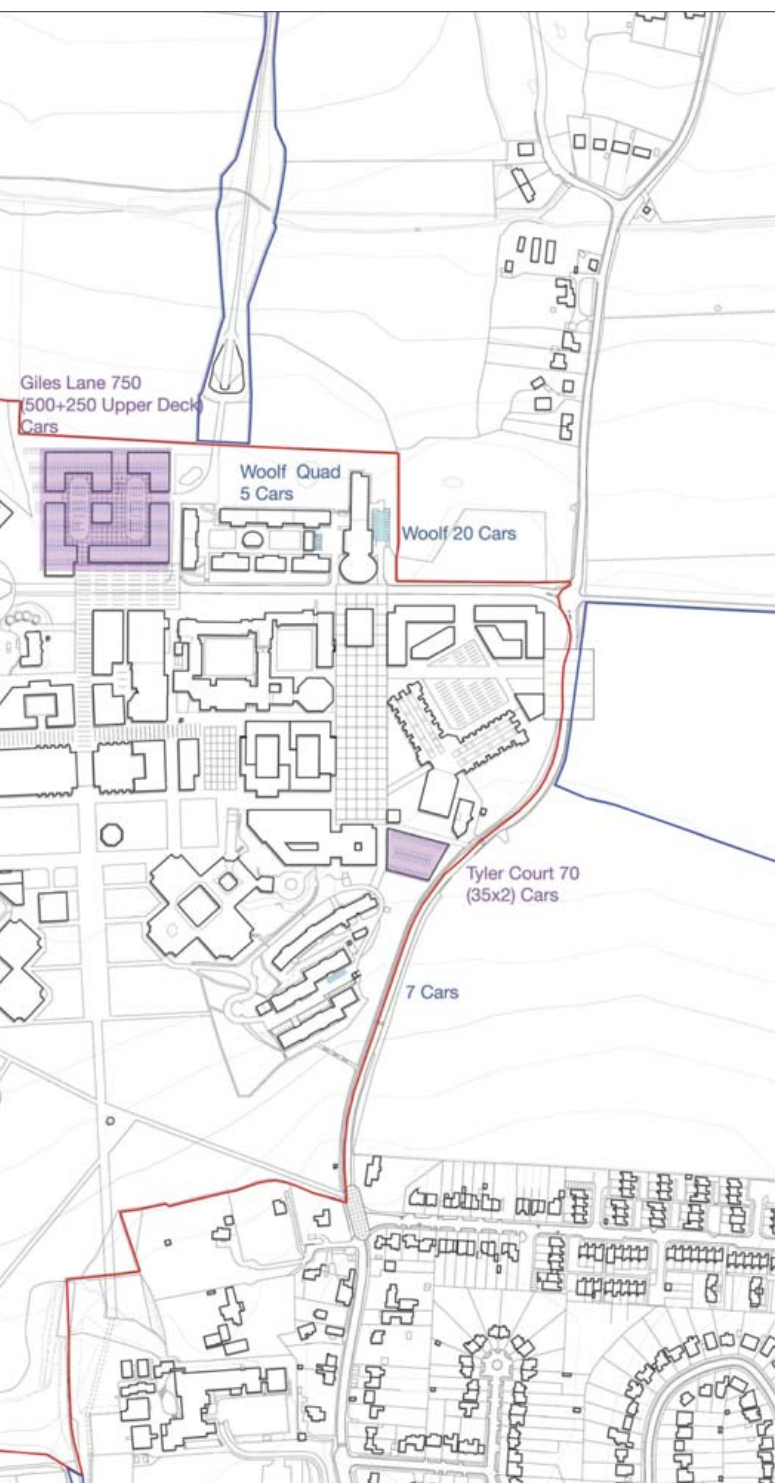 Giles Lane 750
(500+250 Upper Deck)
Cars
Woolf Quad
5 Cars
Woolf 20 Cars
Tyler Court 70
(35x2) Cars
7 Cars